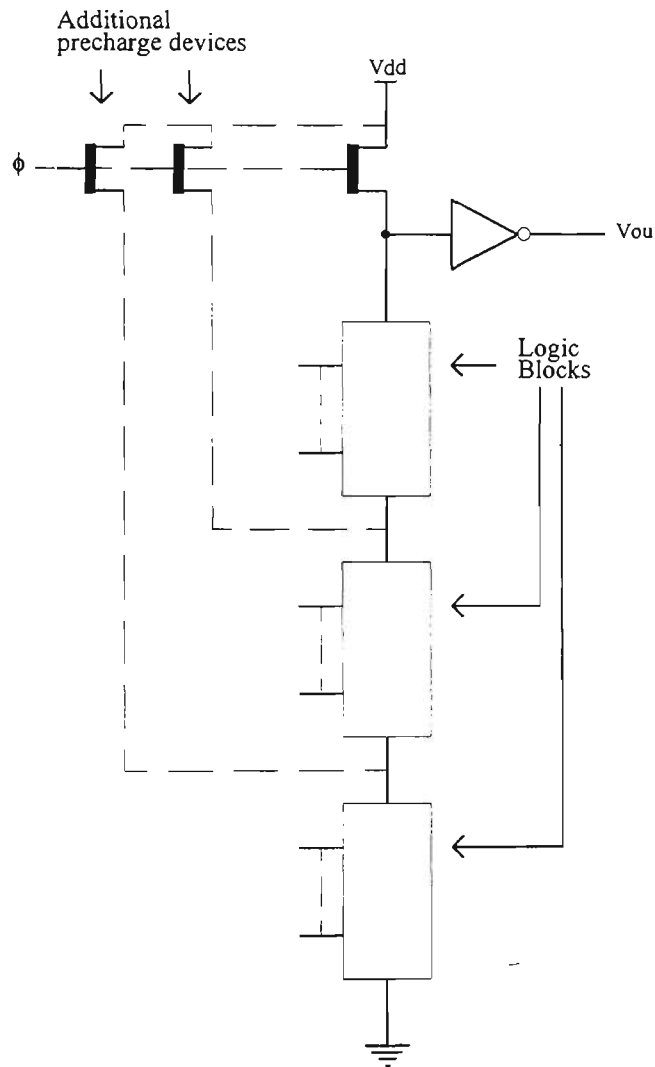 Additional
precharge devices
Vdd
ϕ
Vou
Logic
Blocks